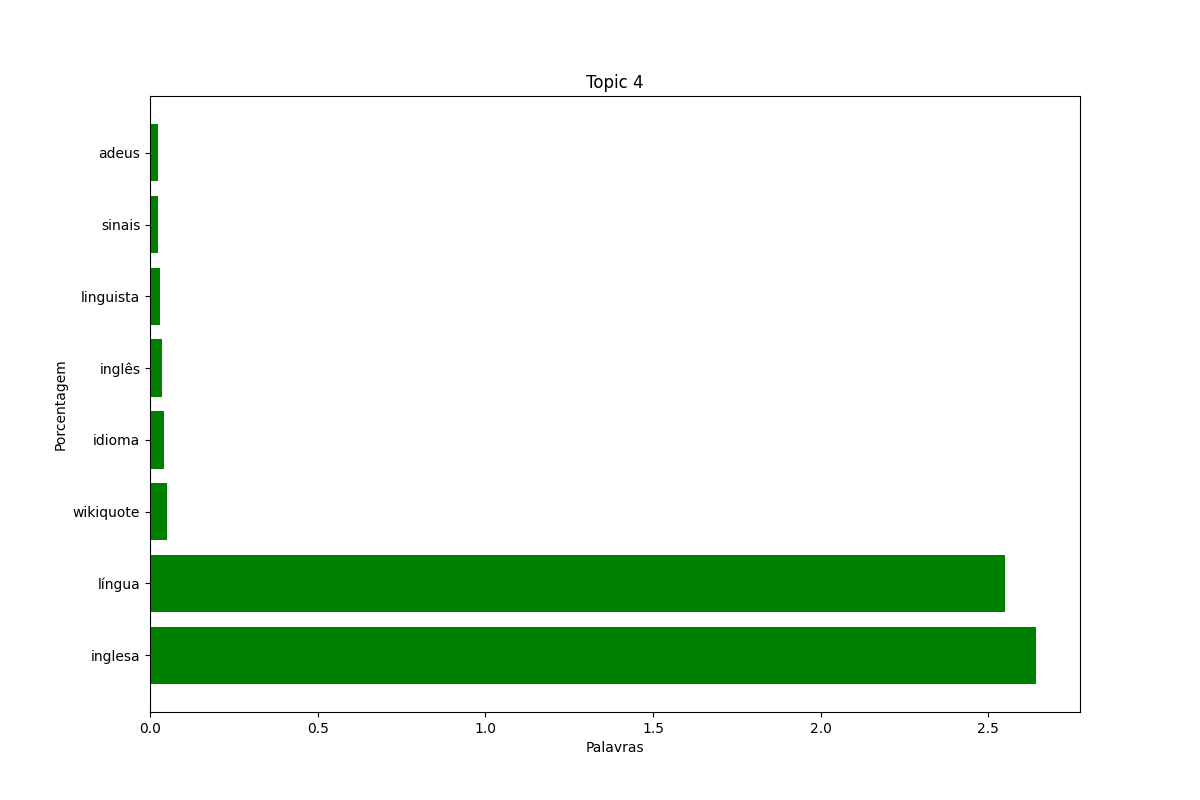 Topic 4
adeus
sinais
linguista
inglês
idioma
wikiquote
língua
inglesa
Porcentagem
0.0 0.5 1.0 1.5 2.0 2.5
Palavras